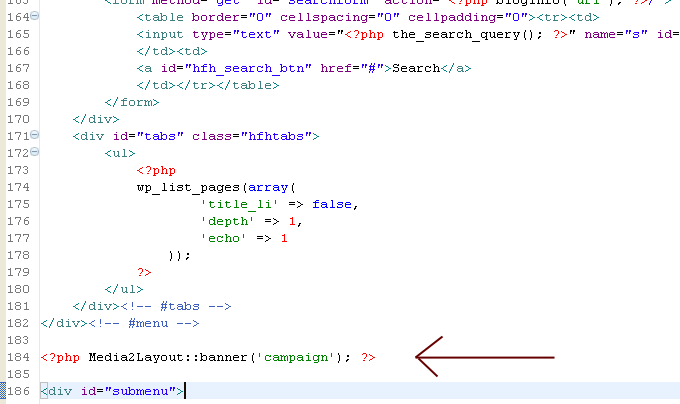 163 <form method="get" id="searchform" action="<?php bloginfo('url'); ?>/">
164 <table border="0" cellspacing="0" cellpadding="0"><tr><td>
165 <input type="text" value="<?php the_search_query(); ?>" name="s" id=
166 </td><td>
167 <a id="hfh_search_btn" href="#">Search</a>
168 </td></tr></table>
169 </form>
170 </div>
171 <div id="tabs" class="hfhtabs">
172 <ul>
173 <?php
174 wp_list_pages(array(
175 'title_li' => false,
176 'depth' => 1,
177 'echo' => 1
178 ));
179 ?>
180 </ul>
181 </div><!-- #tabs -->
182 </div><!-- #menu -->
183
184 <?php Media2Layout::banner('campaign'); ?>
185
186 <div id="submenu">